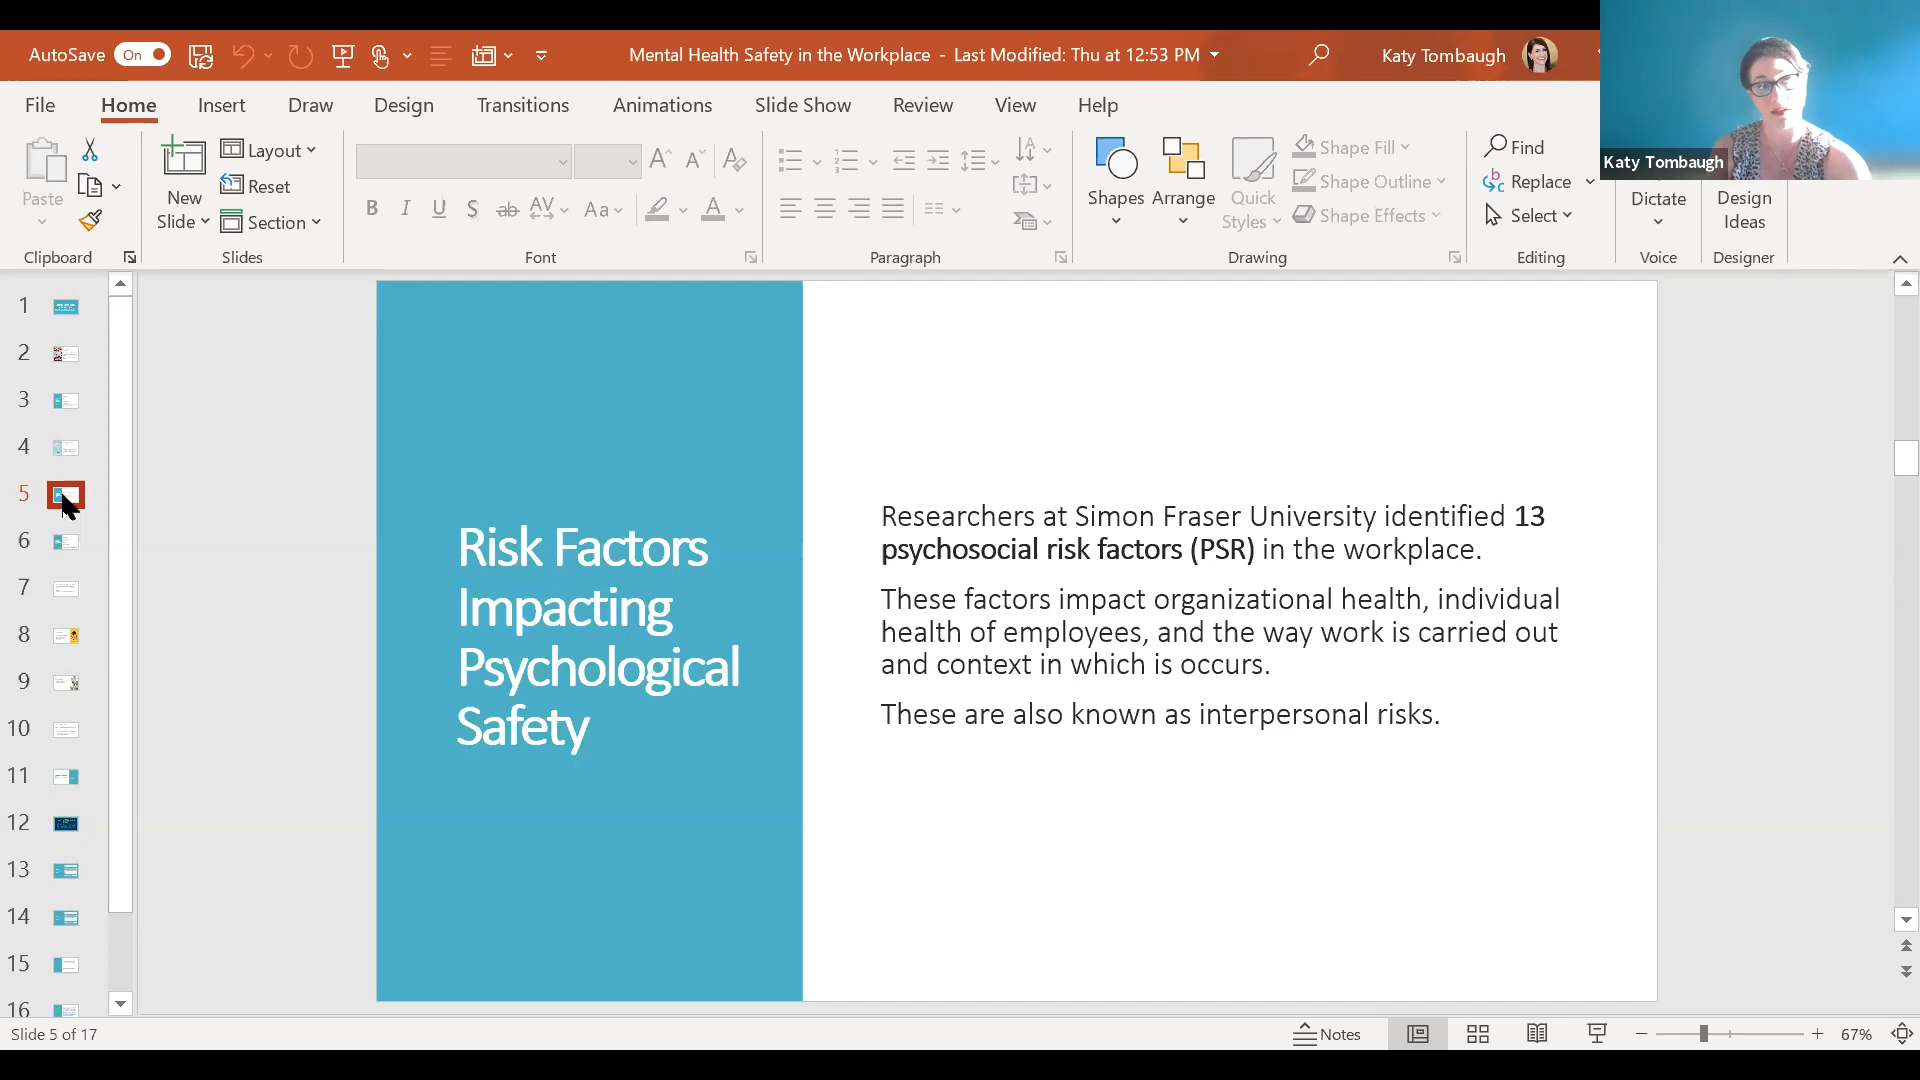 AutoSave On
Mental Health Safety in the Workplace - Last Modified: Thu at 12:53 PM
Katy Tombaugh
File Home Insert Draw Design Transitions Animations Slide Show Review View Help
Katy Tombaugh
Paste
New
Slide
Layout
Reset
Section
B I U S ab AV Aa A
Shapes
Arrange
Quick
Styles
Shape Fill
Shape Outline
Shape Effects
Find
Replace
Select
Dictate
Design
Ideas
Clipboard Slides Font Paragraph Drawing Editing Voice Designer
1
2
3
4
5
6
7
8
9
10
11
12
13
14
15
16
Risk Factors
Impacting
Psychological
Safety
Researchers at Simon Fraser University identified 13
psychosocial risk factors (PSR) in the workplace.
These factors impact organizational health, individual
health of employees, and the way work is carried out
and context in which is occurs.
These are also known as interpersonal risks.
Slide 5 of 17
Notes
67%